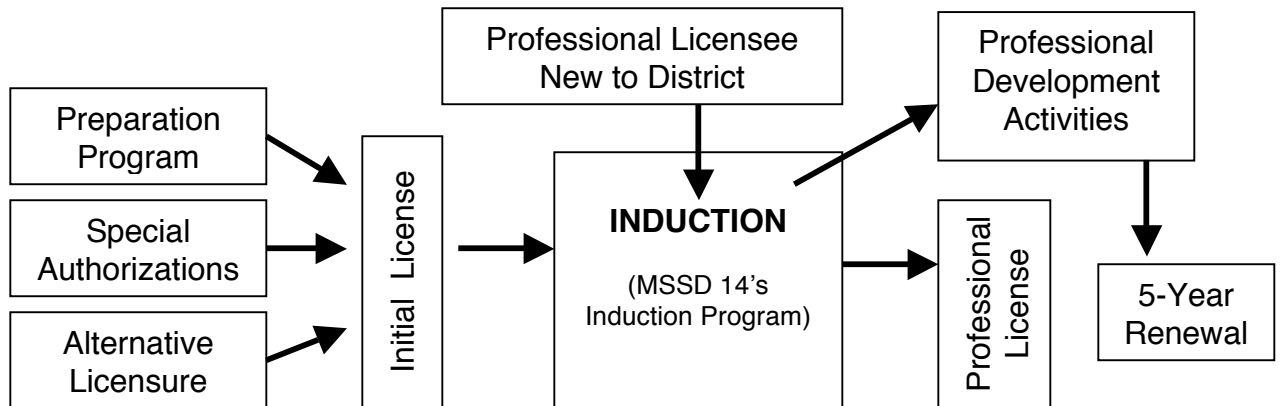 Preparation
Program
Special
Authorizations
Alternative
Licensure
Initial License
Professional Licensee
New to District
INDUCTION
(MSSD 14's
Induction Program)
Professional
Development
Activities
Professional
License
5-Year
Renewal